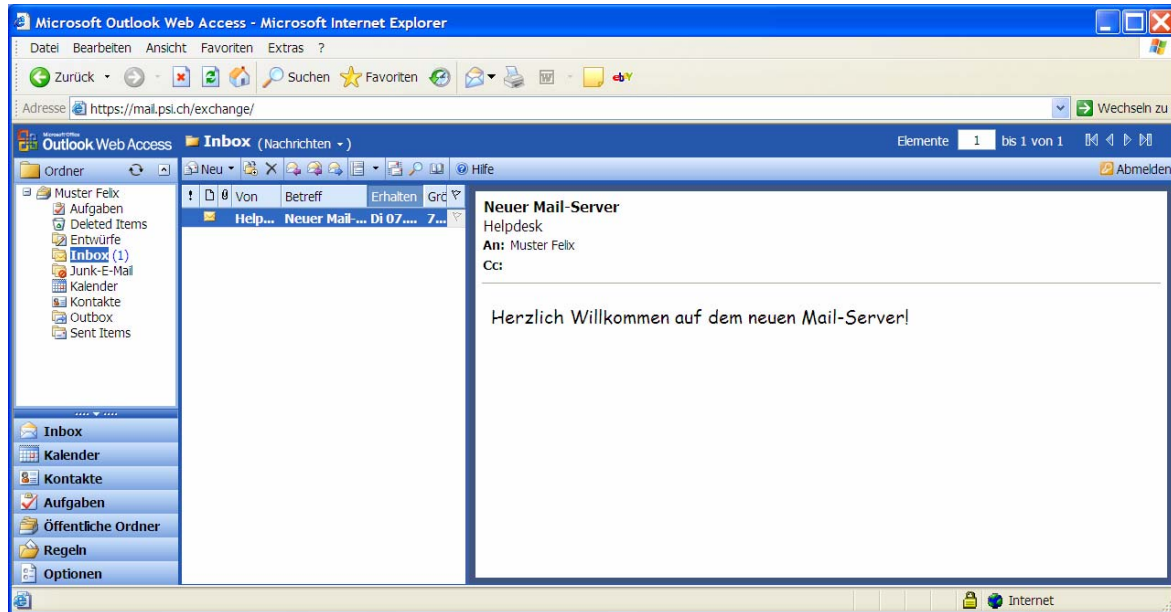 Microsoft Outlook Web Access - Microsoft Internet Explorer
Datei Bearbeiten Ansicht Favoriten Extras ?
Zurück Suchen Favoriten ebY
Adresse https://mail.psi.ch/exchange/ Wechseln zu
Microsoft Office
Outlook Web Access Inbox (Nachrichten) Elemente 1 bis 1 von 1
Ordner Neu Hilfe Abmelden
Muster Felix
Aufgaben
Deleted Items
Entwürfe
Inbox (1)
Junk-E-Mail
Kalender
Kontakte
Outbox
Sent Items
Inbox
Kalender
Kontakte
Aufgaben
Öffentliche Ordner
Regeln
Optionen
! Von Betreff Erhalten Grö
Help... Neuer Mail-... Di 07.... 7...
Neuer Mail-Server
Helpdesk
An: Muster Felix
Cc:
Herzlich Willkommen auf dem neuen Mail-Server!
Internet